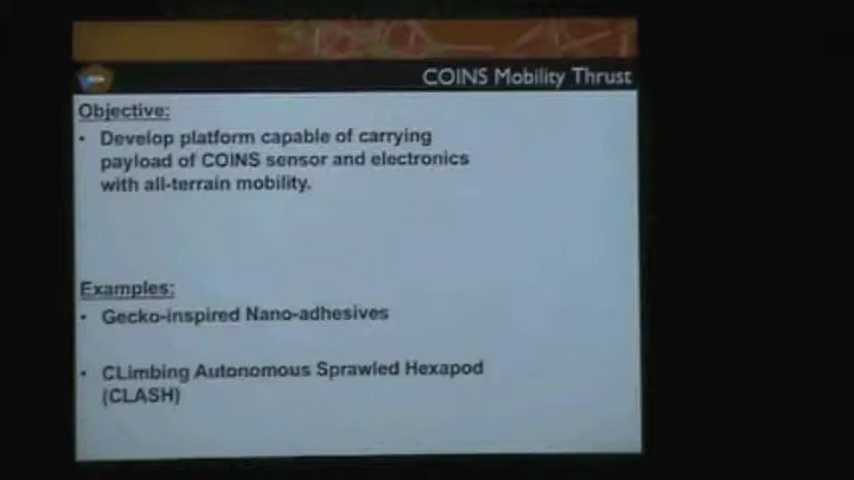 COINS Mobility Thrust
Objective:
• Develop platform capable of carrying
payload of COINS sensor and electronics
with all-terrain mobility.
Examples:
• Gecko-inspired Nano-adhesives
• CLimbing Autonomous Sprawled Hexapod
(CLASH)